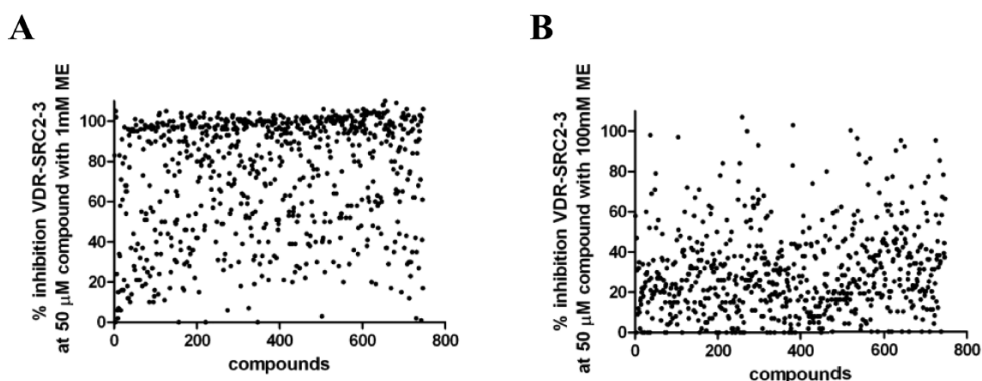 A
% inhibition VDR-SRC2-3
at 50 μM compound with 1mM ME
100
80
60
40
20
0
0 200 400 600 800
compounds
B
% inhibition VDR-SRC2-3
at 50 μM compound with 100mM ME
100
80
60
40
20
0
0 200 400 600 800
compounds